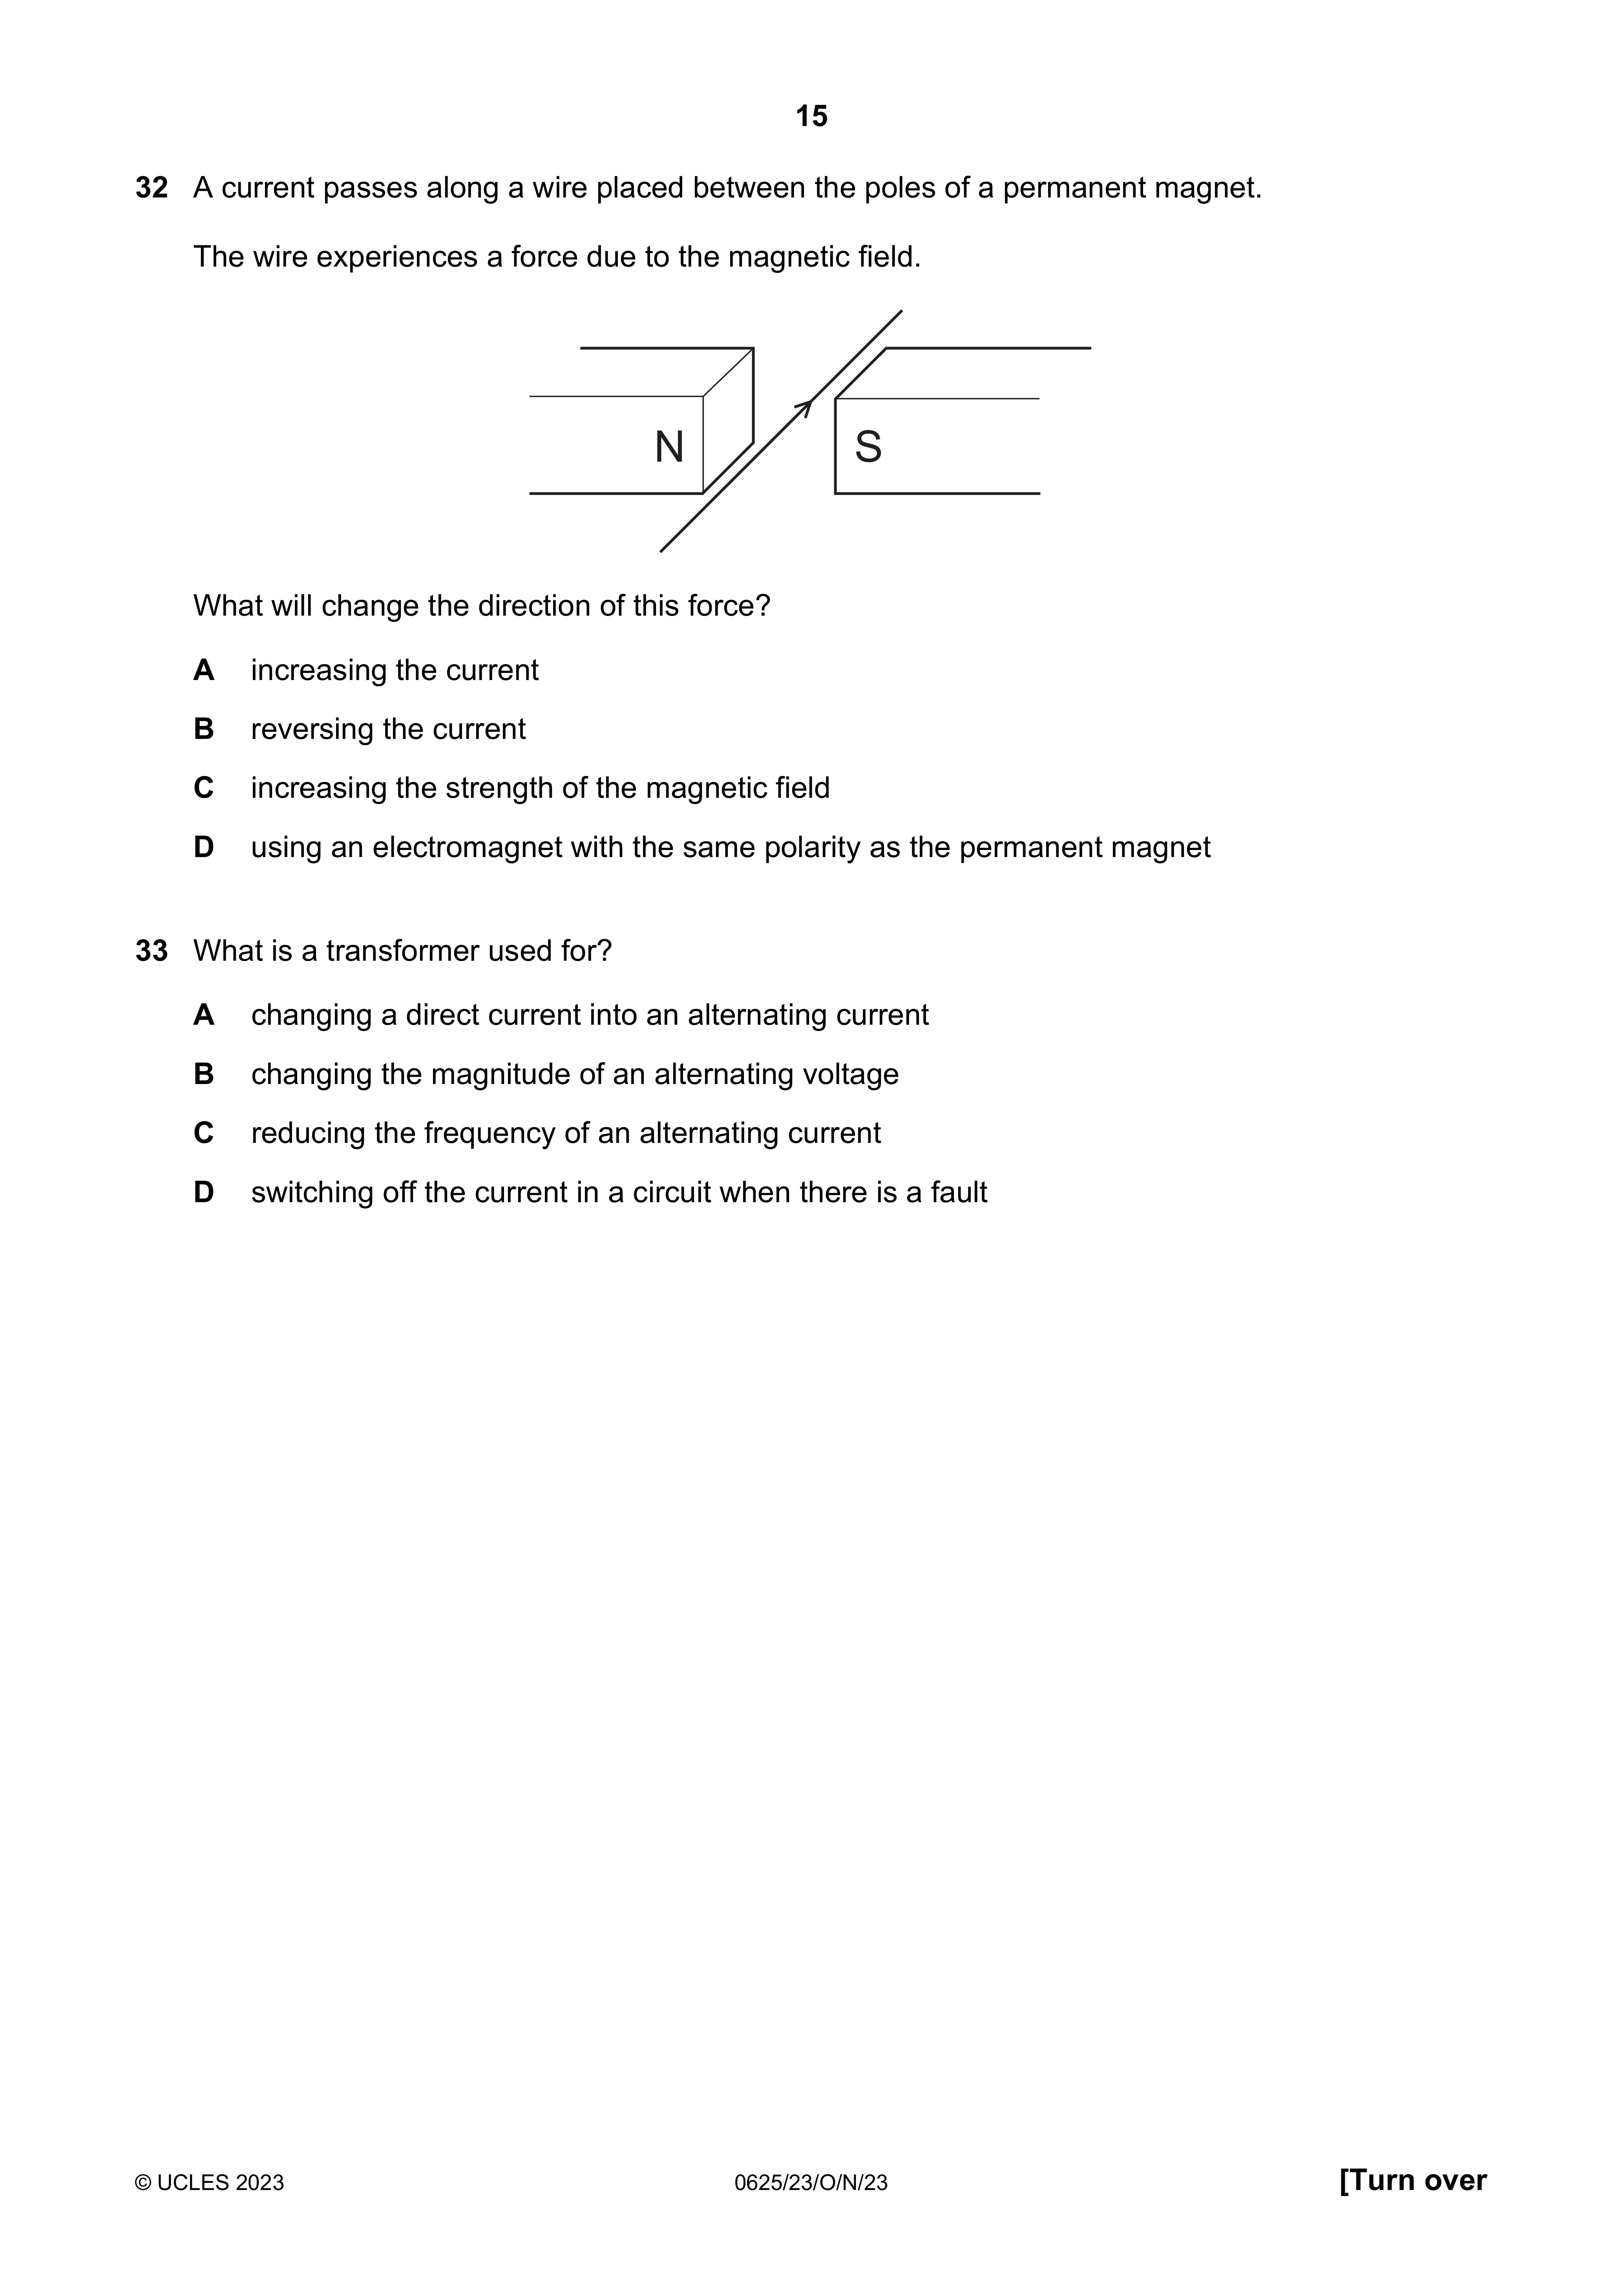 15
32 A current passes along a wire placed between the poles of a permanent magnet.
The wire experiences a force due to the magnetic field.
N S
What will change the direction of this force?
A increasing the current
B reversing the current
C increasing the strength of the magnetic field
D using an electromagnet with the same polarity as the permanent magnet
33 What is a transformer used for?
A changing a direct current into an alternating current
B changing the magnitude of an alternating voltage
C reducing the frequency of an alternating current
D switching off the current in a circuit when there is a fault
© UCLES 2023 0625/23/O/N/23 [Turn over